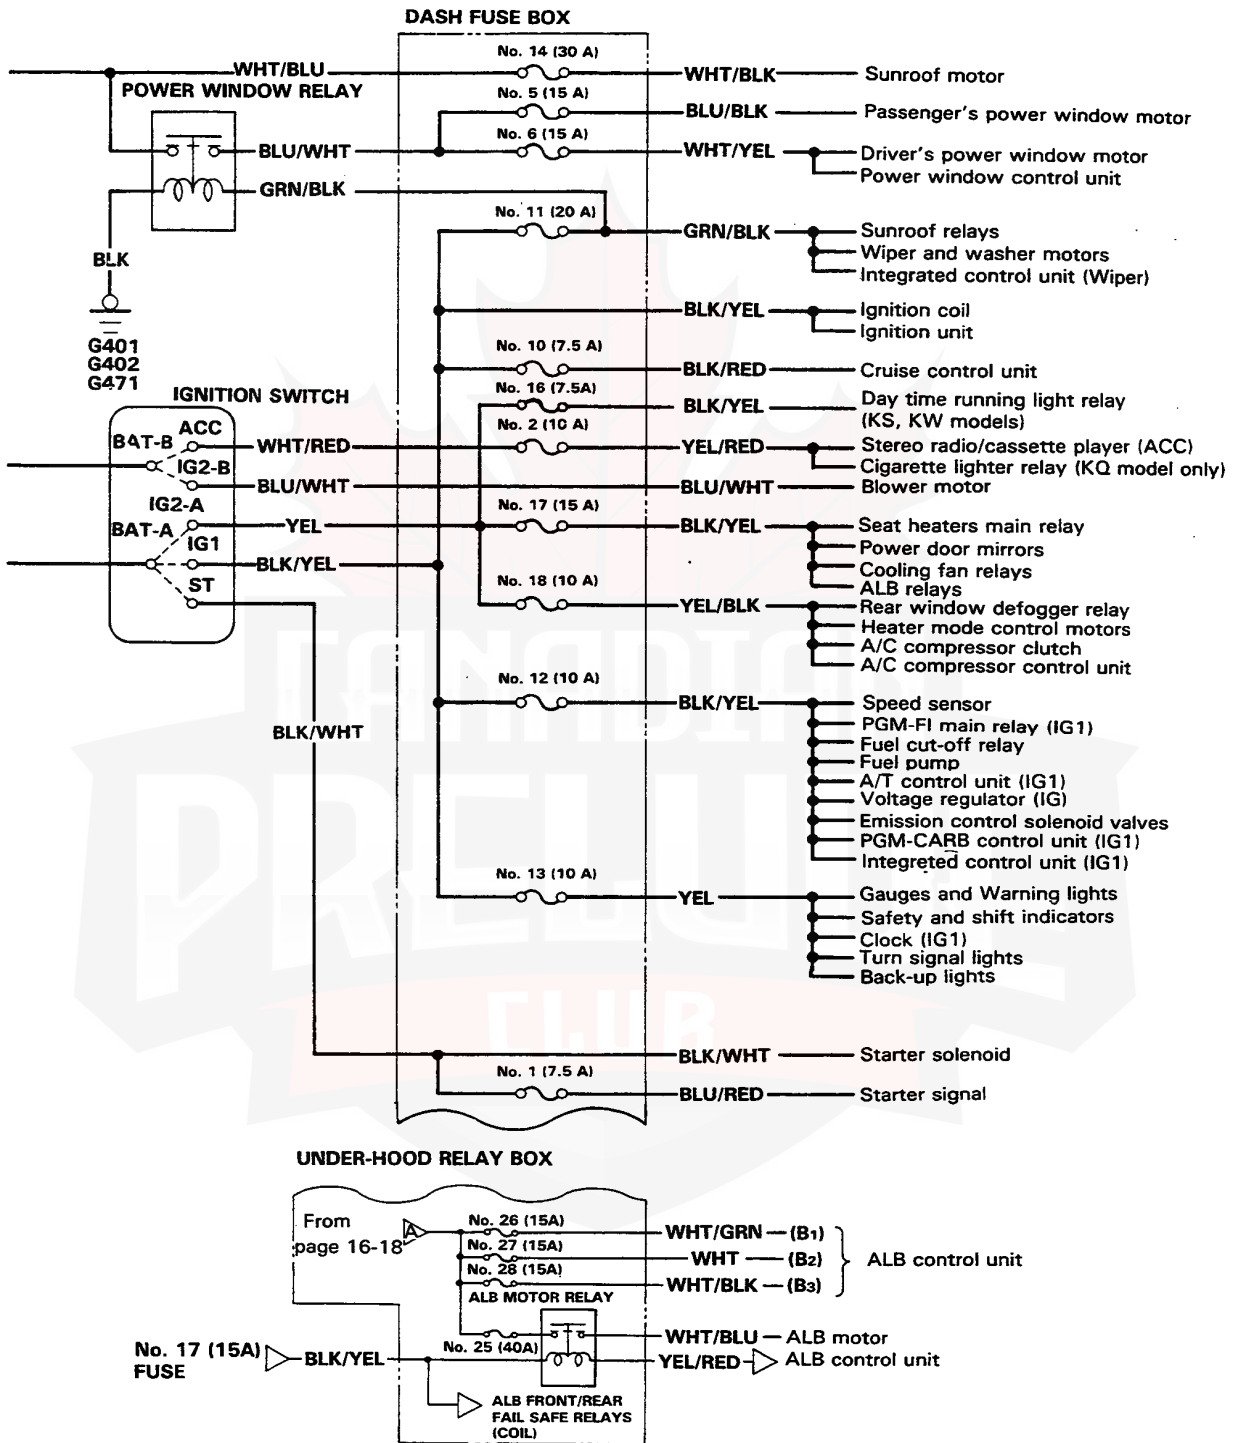 DASH FUSE BOX
No. 14 (30 A)
WHT/BLU
WHT/BLK
Sunroof motor
POWER WINDOW RELAY
No. 5 (15 A)
BLU/BLK
Passenger's power window motor
No. 6 (15 A)
BLU/WHT
WHT/YEL
Driver's power window motor
Power window control unit
GRN/BLK
No. 11 (20 A)
GRN/BLK
Sunroof relays
Wiper and washer motors
Integrated control unit (Wiper)
BLK
BLK/YEL
Ignition coil
Ignition unit
G401
G402
G471
No. 10 (7.5 A)
BLK/RED
Cruise control unit
IGNITION SWITCH
No. 16 (7.5A)
BLK/YEL
Day time running light relay
(KS, KW models)
ACC
BAT-B
WHT/RED
No. 2 (10 A)
YEL/RED
Stereo radio/cassette player (ACC)
Cigarette lighter relay (KQ model only)
IG2-B
BLU/WHT
BLU/WHT
Blower motor
IG2-A
BAT-A
YEL
No. 17 (15 A)
BLK/YEL
Seat heaters main relay
Power door mirrors
Cooling fan relays
ALB relays
IG1
BLK/YEL
ST
No. 18 (10 A)
YEL/BLK
Rear window defogger relay
Heater mode control motors
A/C compressor clutch
A/C compressor control unit
No. 12 (10 A)
BLK/YEL
Speed sensor
PGM-FI main relay (IG1)
Fuel cut-off relay
Fuel pump
A/T control unit (IG1)
Voltage regulator (IG)
Emission control solenoid valves
PGM-CARB control unit (IG1)
Integreted control unit (IG1)
BLK/WHT
No. 13 (10 A)
YEL
Gauges and Warning lights
Safety and shift indicators
Clock (IG1)
Turn signal lights
Back-up lights
CANADIAN
PRELUDE
CLUB
BLK/WHT
Starter solenoid
No. 1 (7.5 A)
BLU/RED
Starter signal
UNDER-HOOD RELAY BOX
From
page 16-18
A
No. 26 (15A)
WHT/GRN
(B1)
No. 27 (15A)
WHT
(B2)
ALB control unit
No. 28 (15A)
WHT/BLK
(B3)
ALB MOTOR RELAY
WHT/BLU
ALB motor
No. 25 (40A)
No. 17 (15A)
FUSE
BLK/YEL
YEL/RED
ALB control unit
ALB FRONT/REAR
FAIL SAFE RELAYS
(COIL)